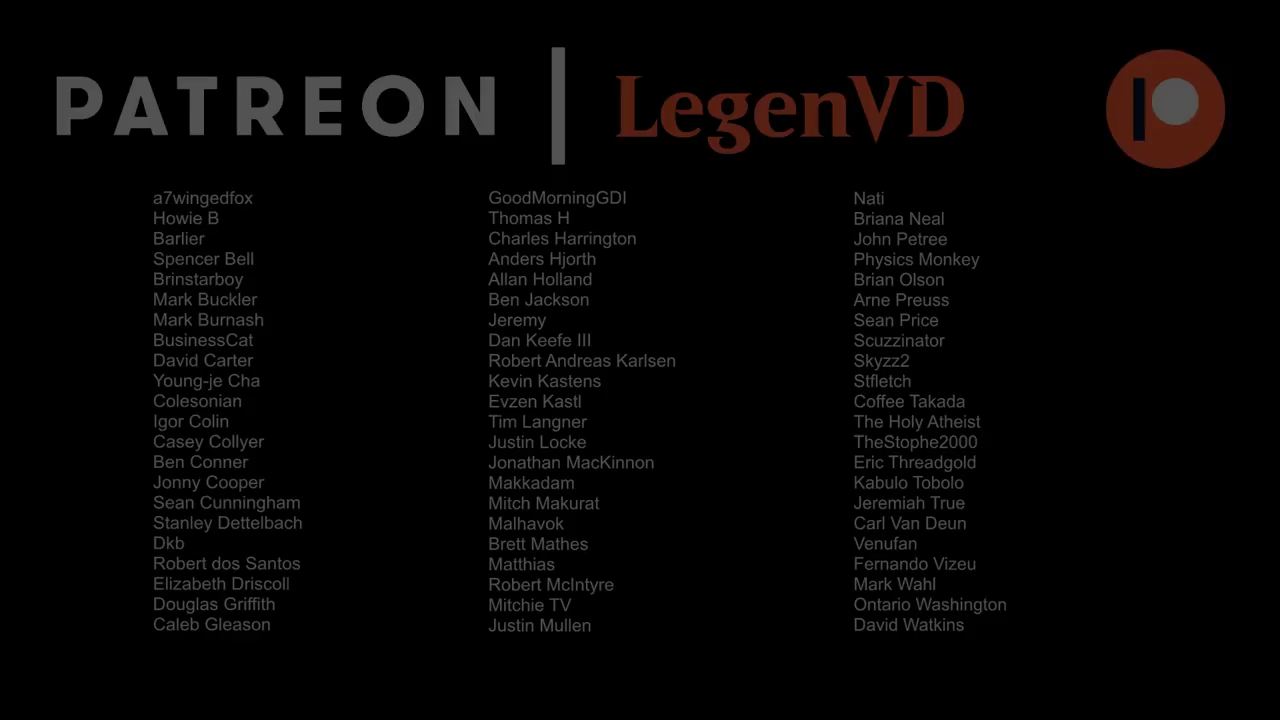 PATREON | LegenVD
a7wingedfox
Howie B
Barlier
Spencer Bell
Brinstarboy
Mark Buckler
Mark Burnash
BusinessCat
David Carter
Young-je Cha
Colesonian
Igor Colin
Casey Collyer
Ben Conner
Jonny Cooper
Sean Cunningham
Stanley Dettelbach
Dkb
Robert dos Santos
Elizabeth Driscoll
Douglas Griffith
Caleb Gleason
GoodMorningGDI
Thomas H
Charles Harrington
Anders Hjorth
Allan Holland
Ben Jackson
Jeremy
Dan Keefe III
Robert Andreas Karlsen
Kevin Kastens
Evzen Kastl
Tim Langner
Justin Locke
Jonathan MacKinnon
Makkadam
Mitch Makurat
Malhavok
Brett Mathes
Matthias
Robert McIntyre
Mitchie TV
Justin Mullen
Nati
Briana Neal
John Petree
Physics Monkey
Brian Olson
Arne Preuss
Sean Price
Scuzzinator
Skyzz2
Stfletch
Coffee Takada
The Holy Atheist
TheStophe2000
Eric Threadgold
Kabulo Tobolo
Jeremiah True
Carl Van Deun
Venufan
Fernando Vizeu
Mark Wahl
Ontario Washington
David Watkins